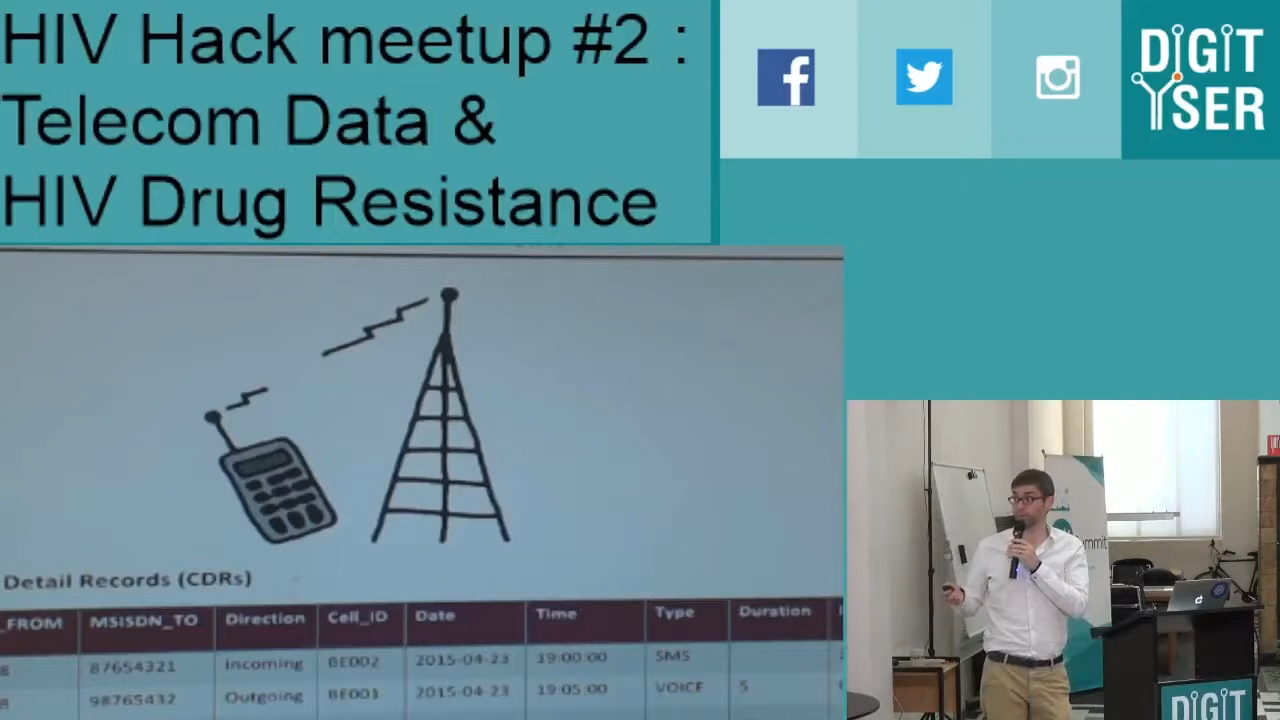 HIV Hack meetup #2 :
Telecom Data &
HIV Drug Resistance
DIGIT
YSER
Detail Records (CDRs)
_FROM MSISDN_TO Direction Cell_ID Date Time Type Duration
8 87654321 Incoming BE002 2015-04-23 19:00:00 SMS
8 98765432 Outgoing BE001 2015-04-23 19:05:00 VOICE 5
DIGIT